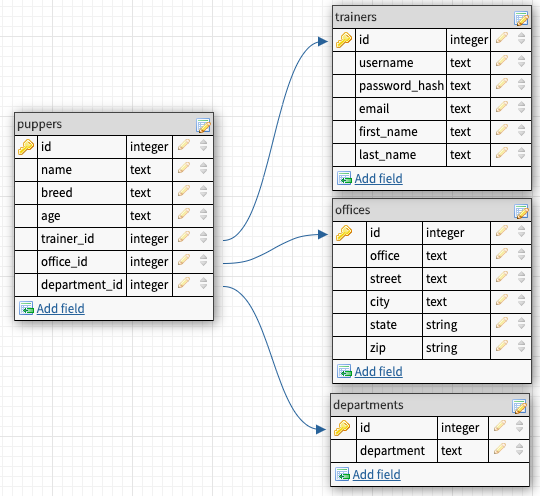 puppers
id integer
name text
breed text
age text
trainer_id integer
office_id integer
department_id integer
Add field
trainers
id integer
username text
password_hash text
email text
first_name text
last_name text
Add field
offices
id integer
office text
street text
city text
state string
zip string
Add field
departments
id integer
department text
Add field